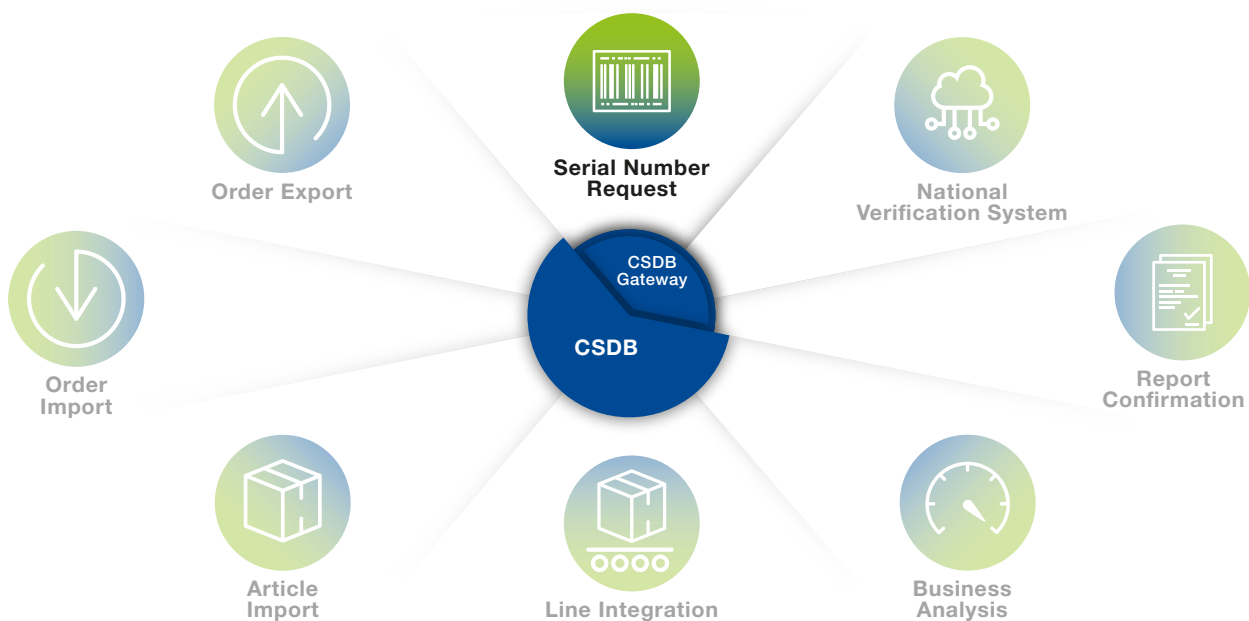 Serial Number
Request
Order Export
National
Verification System
CSDB
Gateway
CSDB
Order
Import
Report
Confirmation
Article
Import
Line Integration
Business
Analysis